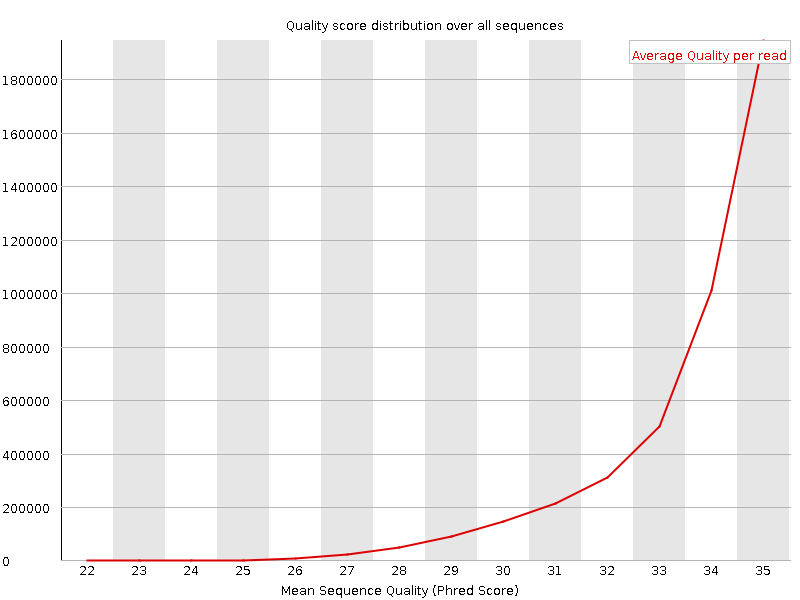 Quality score distribution over all sequences
Average Quality per read
1800000
1600000
1400000
1200000
1000000
800000
600000
400000
200000
0
22 23 24 25 26 27 28 29 30 31 32 33 34 35
Mean Sequence Quality (Phred Score)